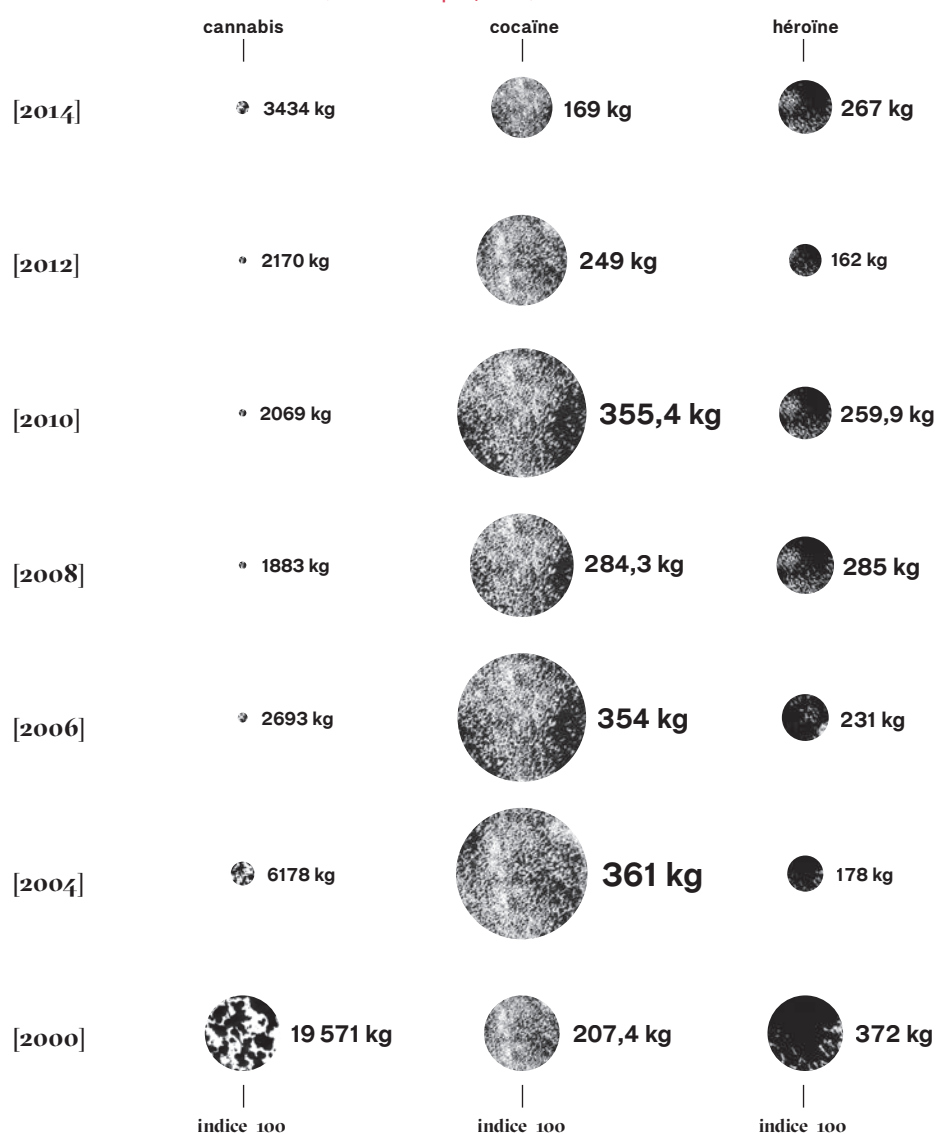 cannabis cocaïne héroïne
[2014] 3434 kg 169 kg 267 kg
[2012] 2170 kg 249 kg 162 kg
[2010] 2069 kg 355,4 kg 259,9 kg
[2008] 1883 kg 284,3 kg 285 kg
[2006] 2693 kg 354 kg 231 kg
[2004] 6178 kg 361 kg 178 kg
[2000] 19 571 kg 207,4 kg 372 kg
indice 100 indice 100 indice 100